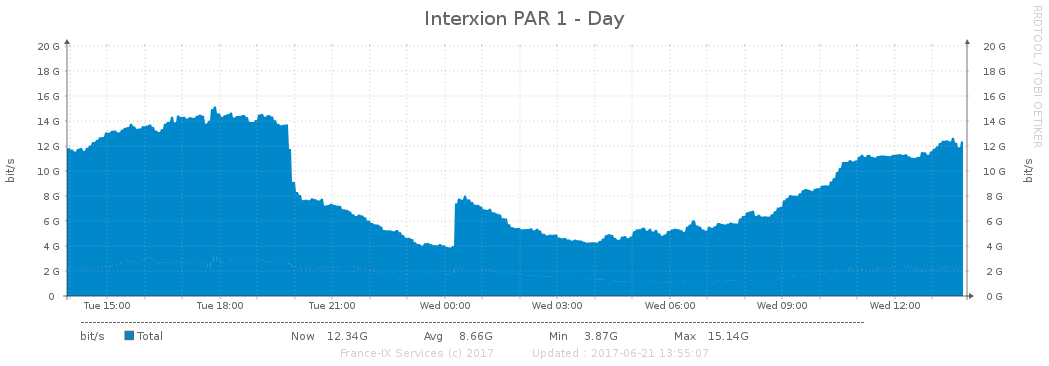 Interxion PAR 1 - Day
RRDTOOL / TOBI OETIKER
bit/s
20 G
18 G
16 G
14 G
12 G
10 G
8 G
6 G
4 G
2 G
0
20 G
18 G
16 G
14 G
12 G
10 G
8 G
6 G
4 G
2 G
0 G
bit/s
Tue 15:00 Tue 18:00 Tue 21:00 Wed 00:00 Wed 03:00 Wed 06:00 Wed 09:00 Wed 12:00
bit/s Total Now 12.34G Avg 8.66G Min 3.87G Max 15.14G
France-IX Services (c) 2017 Updated : 2017-06-21 13:55:07